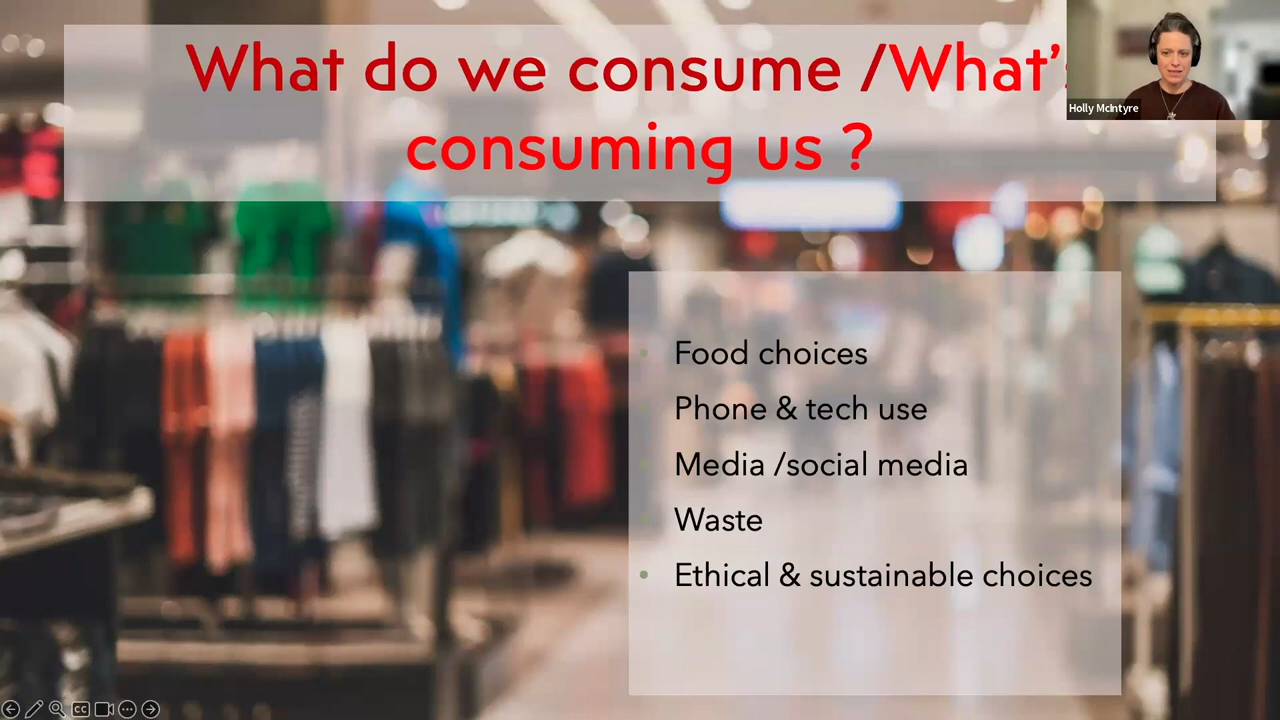 What do we consume /What's
consuming us ?
Holly McIntyre
Food choices
Phone & tech use
Media /social media
Waste
Ethical & sustainable choices
CC